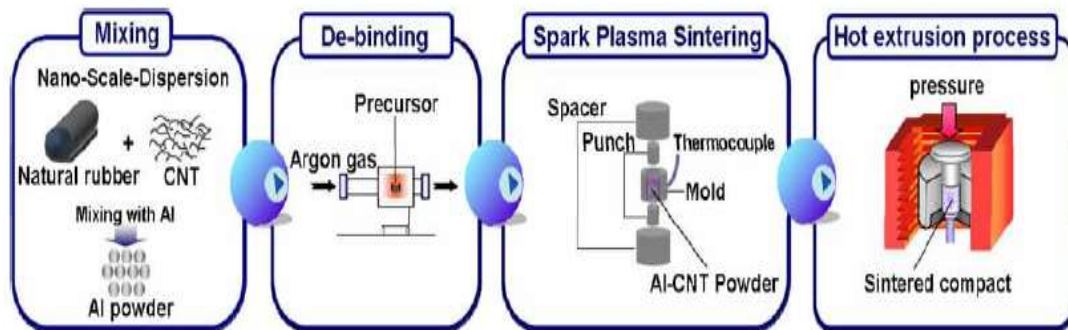 Mixing
Nano-Scale-Dispersion
+
Natural rubber
CNT
Mixing with Al
Al powder
De-binding
Precursor
Argon gas
Spark Plasma Sintering
Spacer
Punch
Thermocouple
Mold
Al-CNT Powder
Hot extrusion process
pressure
Sintered compact